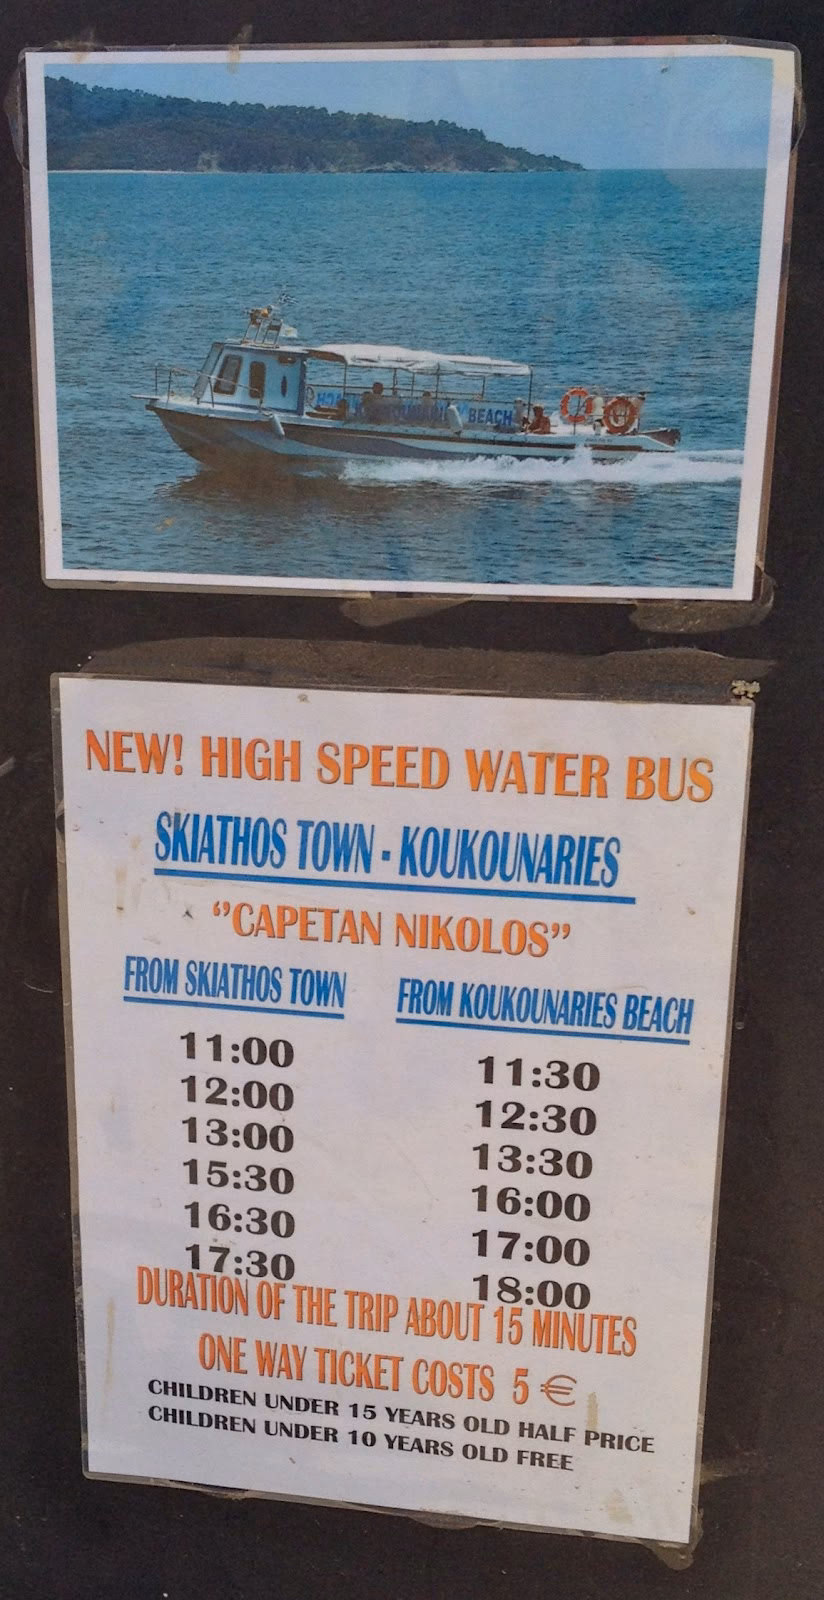 BEACH
NEW! HIGH SPEED WATER BUS
SKIATHOS TOWN - KOUKOUNARIES
‘’CAPETAN NIKOLOS’’
FROM SKIATHOS TOWN
11:00
12:00
13:00
15:30
16:30
17:30
FROM KOUKOUNARIES BEACH
11:30
12:30
13:30
16:00
17:00
18:00
DURATION OF THE TRIP ABOUT 15 MINUTES
ONE WAY TICKET COSTS 5 €
CHILDREN UNDER 15 YEARS OLD HALF PRICE
CHILDREN UNDER 10 YEARS OLD FREE